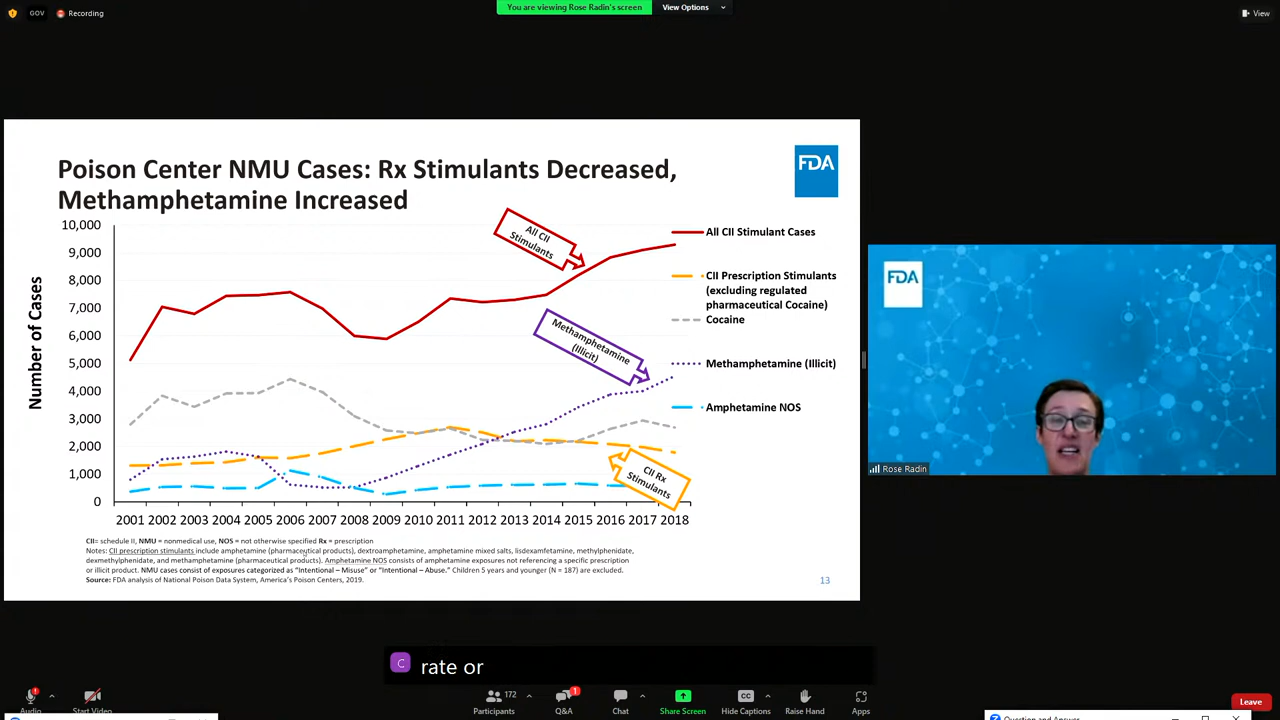 GOV
Recording
You are viewing Rose Radin's screen
View Options
View
Poison Center NMU Cases: Rx Stimulants Decreased,
Methamphetamine Increased
FDA
Number of Cases
10,000
9,000
8,000
7,000
6,000
5,000
4,000
3,000
2,000
1,000
0
2001 2002 2003 2004 2005 2006 2007 2008 2009 2010 2011 2012 2013 2014 2015 2016 2017 2018
All CII
Stimulants
Methamphetamine
(Illicit)
CII Rx
Stimulants
All CII Stimulant Cases
CII Prescription Stimulants
(excluding regulated
pharmaceutical Cocaine)
Cocaine
Methamphetamine (Illicit)
Amphetamine NOS
CII= schedule II, NMU = nonmedical use, NOS = not otherwise specified Rx = prescription
Notes: CII prescription stimulants include amphetamine (pharmaceutical products), dextroamphetamine, amphetamine mixed salts, lisdexamfetamine, methylphenidate,
dexmethylphenidate, and methamphetamine (pharmaceutical products). Amphetamine NOS consists of amphetamine exposures not referencing a specific prescription
or illicit product. NMU cases consist of exposures categorized as "Intentional – Misuse" or "Intentional – Abuse." Children 5 years and younger (N = 187) are excluded.
Source: FDA analysis of National Poison Data System, America's Poison Centers, 2019.
13
FDA
Rose Radin
C
rate or
Audio
Start Video
172
Participants
1
Q&A
Chat
Share Screen
CC
Hide Captions
Raise Hand
Apps
Leave
Question and Answer